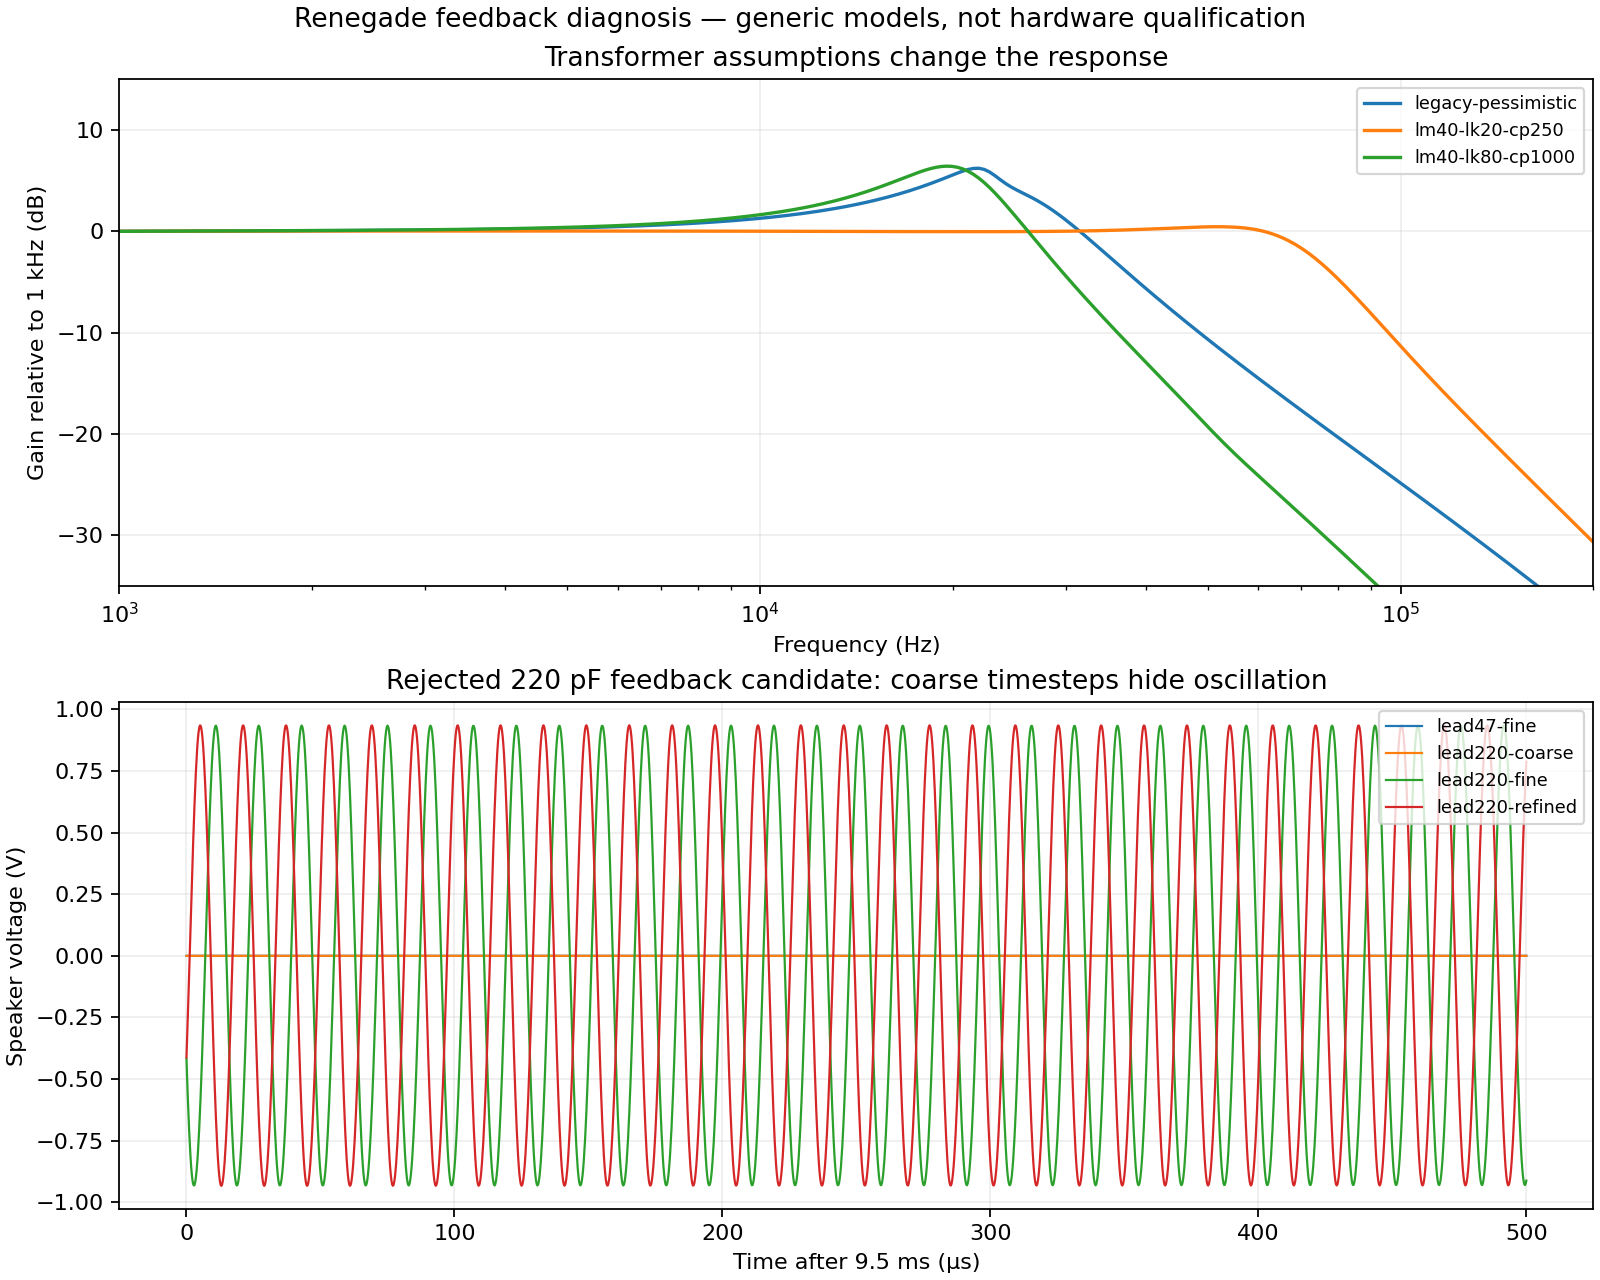 Renegade feedback diagnosis — generic models, not hardware qualification
Transformer assumptions change the response
legacy-pessimistic
lm40-lk20-cp250
lm40-lk80-cp1000
Gain relative to 1 kHz (dB)
10
0
−10
−20
−30
10³
10⁴
10⁵
Frequency (Hz)
Rejected 220 pF feedback candidate: coarse timesteps hide oscillation
lead47-fine
lead220-coarse
lead220-fine
lead220-refined
Speaker voltage (V)
1.00
0.75
0.50
0.25
0.00
−0.25
−0.50
−0.75
−1.00
0
100
200
300
400
500
Time after 9.5 ms (µs)